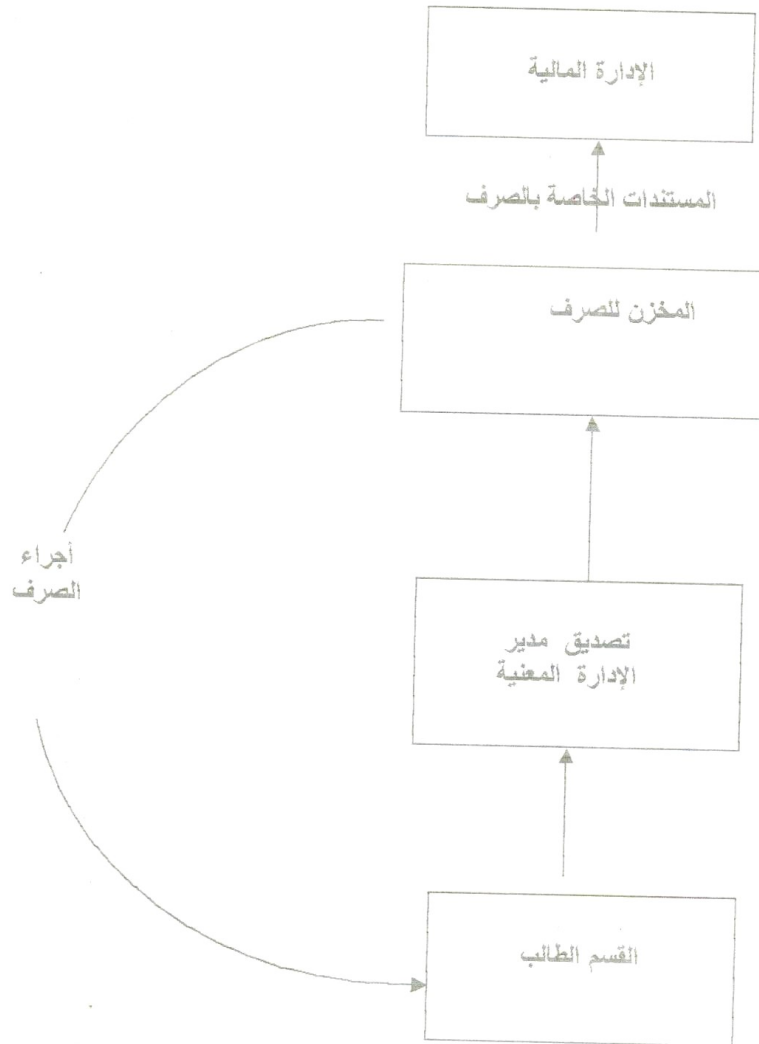 الإدارة المالية
المستندات الخاصة بالصرف
المخزن للصرف
أجراء
الصرف
تصديق مدير
الإدارة المعنية
القسم الطالب